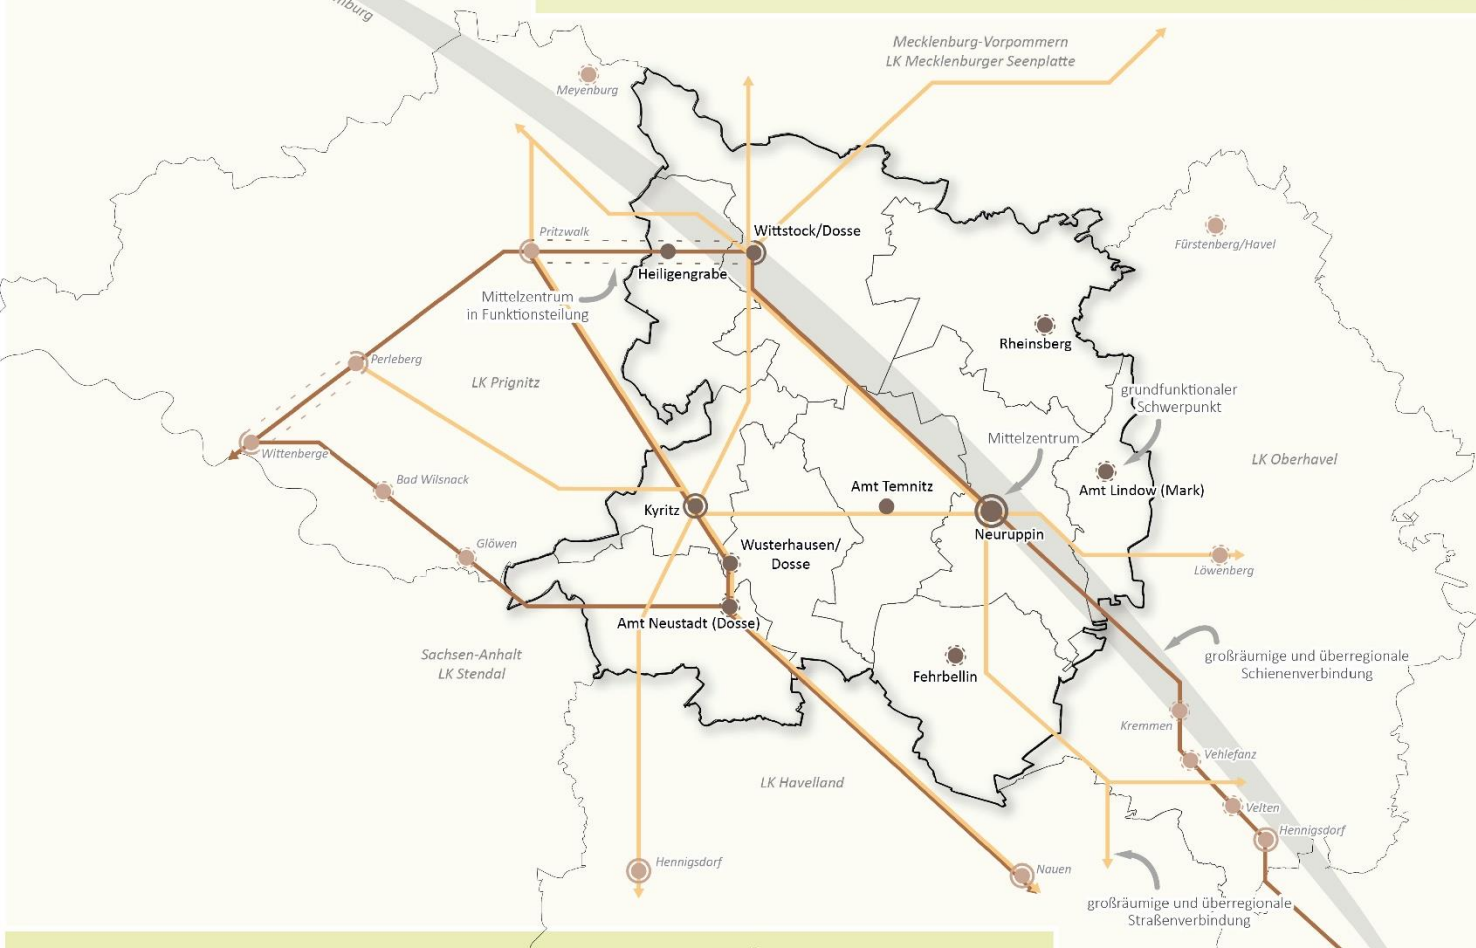 Mecklenburg-Vorpommern
LK Mecklenburger Seenplatte
Meyenburg
Pritzwalk
Wittstock/Dosse
Fürstenberg/Havel
Heiligengrabe
Mittelzentrum
in Funktionsteilung
Rheinsberg
Perleberg
LK Prignitz
grundfunktionaler
Schwerpunkt
Mittelzentrum
Wittenberge
LK Oberhavel
Bad Wilsnack
Amt Temnitz
Amt Lindow (Mark)
Kyritz
Neuruppin
Glöwen
Wusterhausen/
Dosse
Löwenberg
Amt Neustadt (Dosse)
Sachsen-Anhalt
LK Stendal
großräumige und überregionale
Schienenverbindung
Fehrbellin
Kremmen
Vehlefanz
LK Havelland
Velten
Hennigsdorf
Hennigsdorf
Nauen
großräumige und überregionale
Straßenverbindung